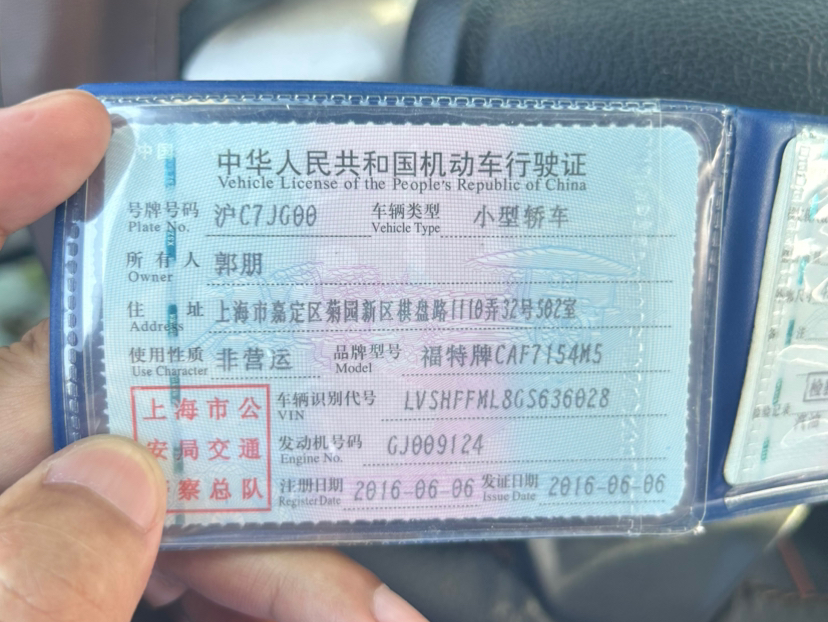 中华人民共和国机动车行驶证
Vehicle License of the People's Republic of China
号牌号码 沪C7JG00 车辆类型 小型轿车
Plate No. Vehicle Type
所有人 郭朋
Owner
住址 上海市嘉定区菊园新区棋盘路1110弄32号502室
Address
使用性质 非营运 品牌型号 福特牌CAF7154M5
Use Character Model
上海市公 车辆识别代号 LVSHFFML8GS636028
VIN
安局交通 发动机号码 GJ009124
Engine No.
察总队 注册日期 2016-06-06 发证日期 2016-06-06
Register Date Issue Date